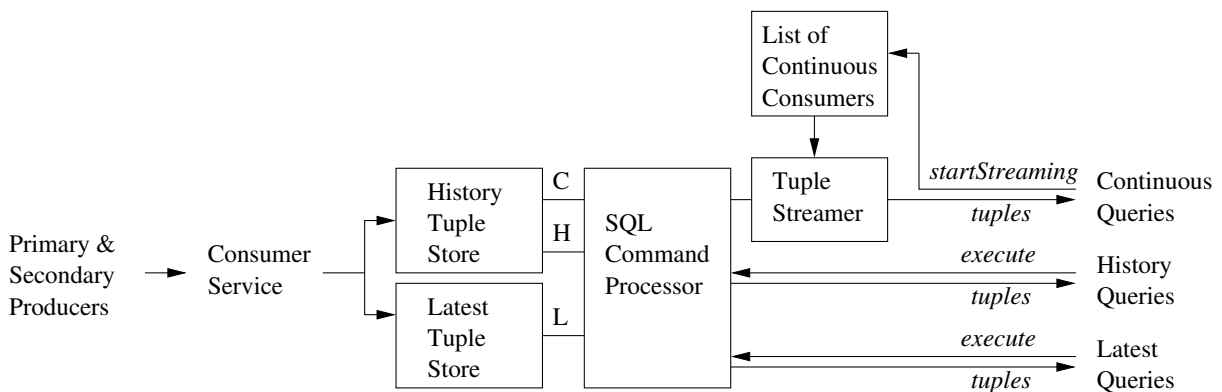 List of
Continuous
Consumers
Primary &
Secondary
Producers
Consumer
Service
History
Tuple
Store
Latest
Tuple
Store
C
H
L
SQL
Command
Processor
Tuple
Streamer
startStreaming
tuples
Continuous
Queries
execute
tuples
History
Queries
execute
tuples
Latest
Queries